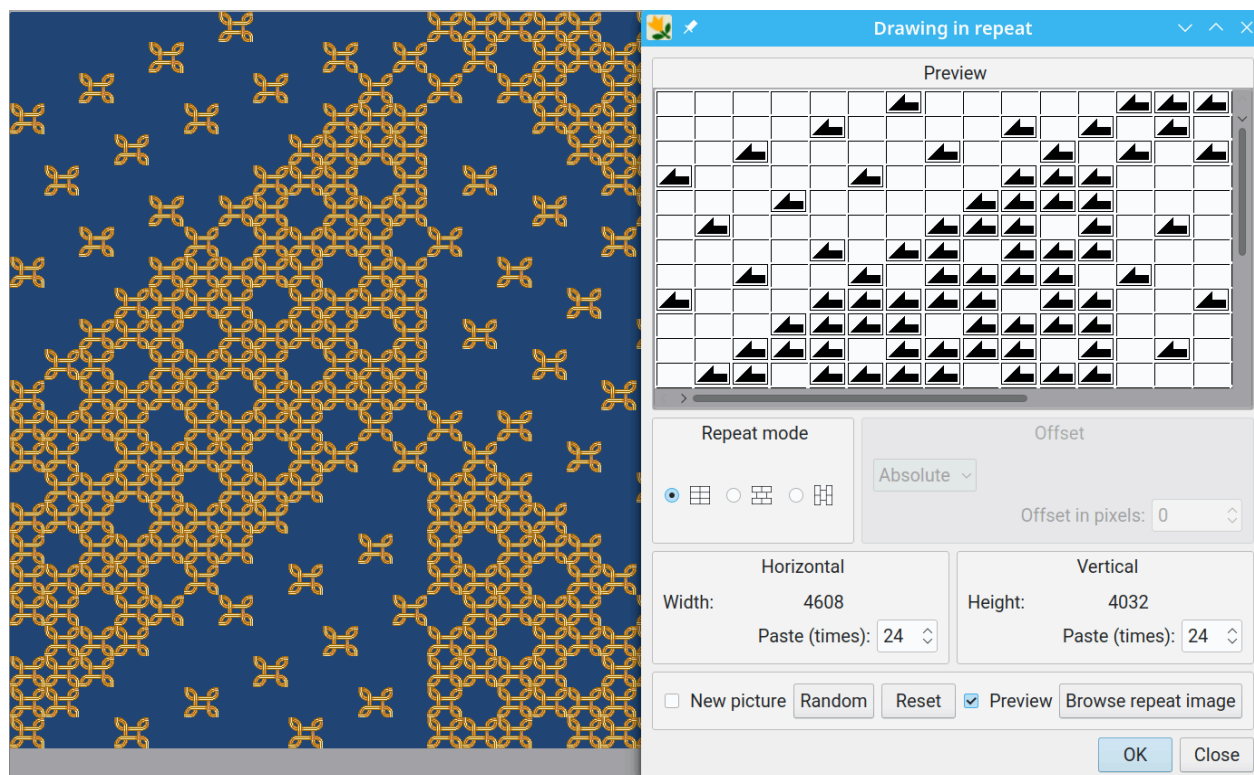 Drawing in repeat
Preview
Repeat mode
Offset
Absolute
Offset in pixels: 0
Horizontal
Width: 4608
Paste (times): 24
Vertical
Height: 4032
Paste (times): 24
New picture Random Reset Preview Browse repeat image
OK Close